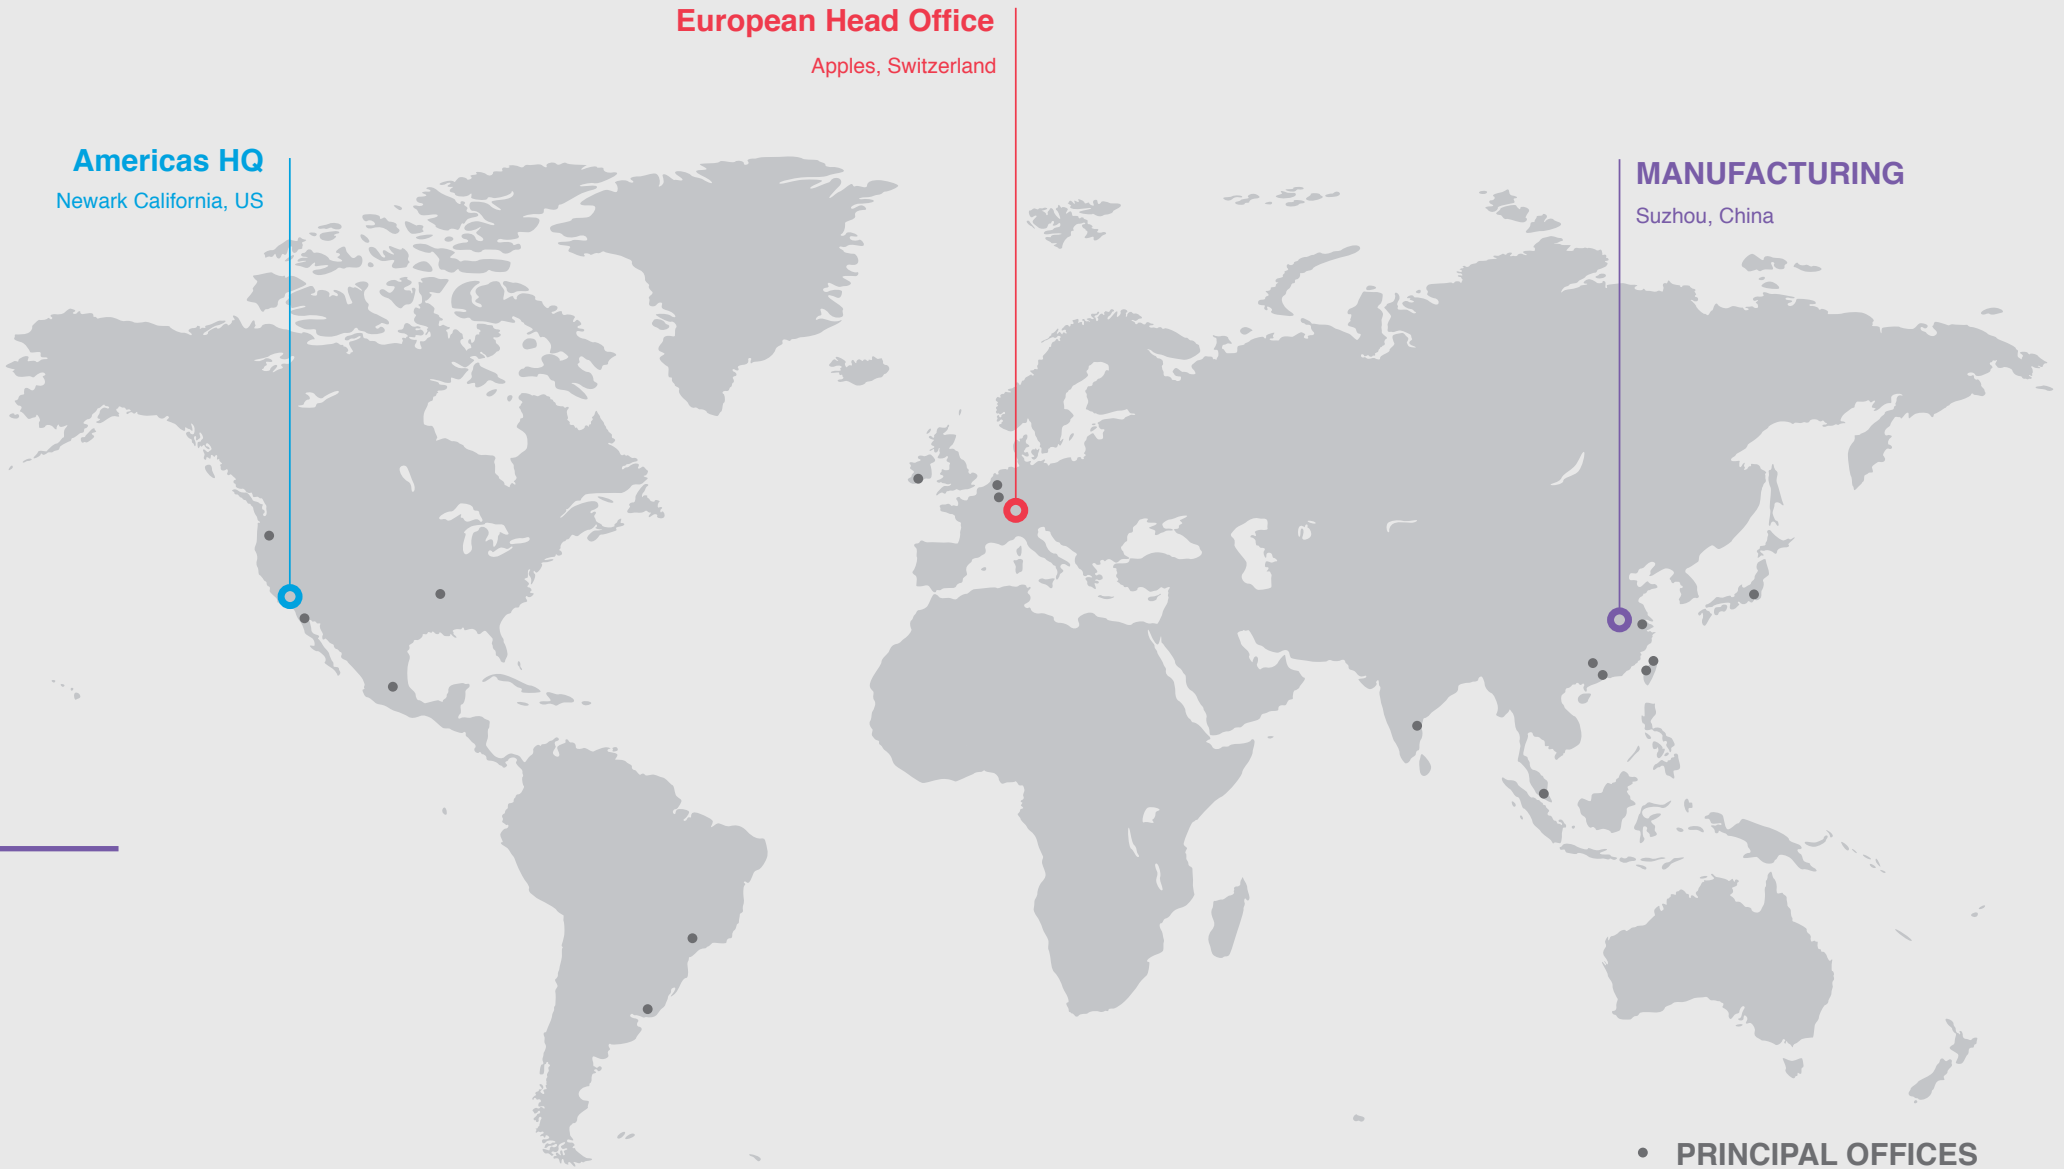 European Head Office
Apples, Switzerland
Americas HQ
Newark California, US
MANUFACTURING
Suzhou, China
• PRINCIPAL OFFICES